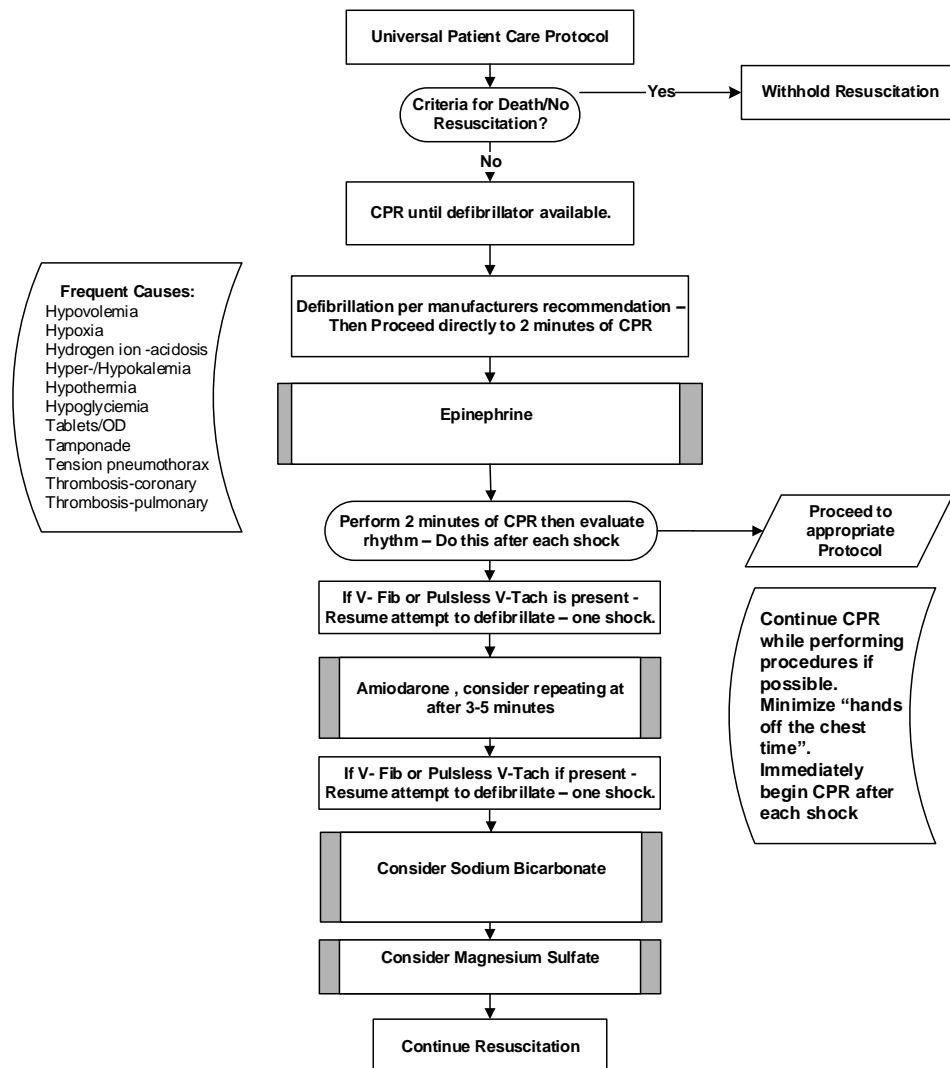 Universal Patient Care Protocol
Criteria for Death/No
Resuscitation?
Yes
Withhold Resuscitation
No
CPR until defibrillator available.
Frequent Causes:
Hypovolemia
Hypoxia
Hydrogen ion -acidosis
Hyper-/Hypokalemia
Hypothermia
Hypoglyciemia
Tablets/OD
Tamponade
Tension pneumothorax
Thrombosis-coronary
Thrombosis-pulmonary
Defibrillation per manufacturers recommendation –
Then Proceed directly to 2 minutes of CPR
Epinephrine
Perform 2 minutes of CPR then evaluate
rhythm – Do this after each shock
Proceed to
appropriate
Protocol
If V- Fib or Pulsless V-Tach is present -
Resume attempt to defibrillate – one shock.
Amiodarone , consider repeating at
after 3-5 minutes
If V- Fib or Pulsless V-Tach if present -
Resume attempt to defibrillate – one shock.
Continue CPR
while performing
procedures if
possible.
Minimize “hands
off the chest
time”.
Immediately
begin CPR after
each shock
Consider Sodium Bicarbonate
Consider Magnesium Sulfate
Continue Resuscitation